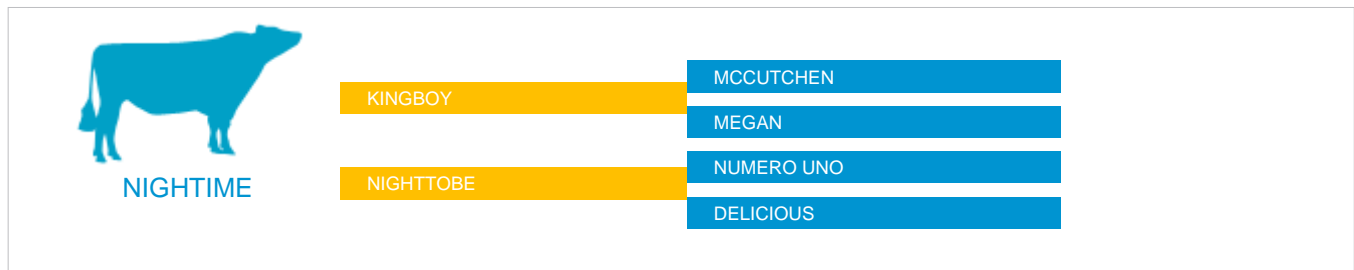 NIGHTIME
KINGBOY
NIGHTTOBE
MCCUTCHEN
MEGAN
NUMERO UNO
DELICIOUS